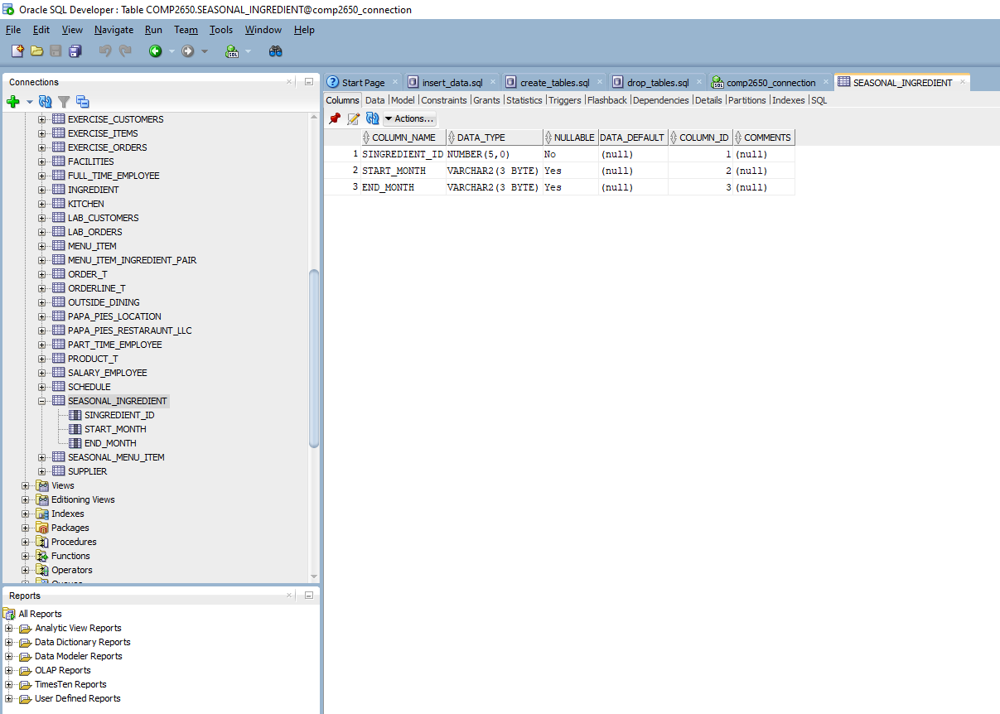 Oracle SQL Developer : Table COMP2650.SEASONAL_INGREDIENT@comp2650_connection
File Edit View Navigate Run Team Tools Window Help
Connections
EXERCISE_CUSTOMERS
EXERCISE_ITEMS
EXERCISE_ORDERS
FACILITIES
FULL_TIME_EMPLOYEE
INGREDIENT
KITCHEN
LAB_CUSTOMERS
LAB_ORDERS
MENU_ITEM
MENU_ITEM_INGREDIENT_PAIR
ORDER_T
ORDERLINE_T
OUTSIDE_DINING
PAPA_PIES_LOCATION
PAPA_PIES_RESTARAUNT_LLC
PART_TIME_EMPLOYEE
PRODUCT_T
SALARY_EMPLOYEE
SCHEDULE
SEASONAL_INGREDIENT
SINGREDIENT_ID
START_MONTH
END_MONTH
SEASONAL_MENU_ITEM
SUPPLIER
Views
Editioning Views
Indexes
Packages
Procedures
Functions
Operators
Reports
All Reports
Analytic View Reports
Data Dictionary Reports
Data Modeler Reports
OLAP Reports
TimesTen Reports
User Defined Reports
Start Page insert_data.sql create_tables.sql drop_tables.sql comp2650_connection SEASONAL_INGREDIENT
Columns Data Model Constraints Grants Statistics Triggers Flashback Dependencies Details Partitions Indexes SQL
Actions...
COLUMN_NAME DATA_TYPE NULLABLE DATA_DEFAULT COLUMN_ID COMMENTS
1 SINGREDIENT_ID NUMBER(5,0) No (null) 1 (null)
2 START_MONTH VARCHAR2(3 BYTE) Yes (null) 2 (null)
3 END_MONTH VARCHAR2(3 BYTE) Yes (null) 3 (null)